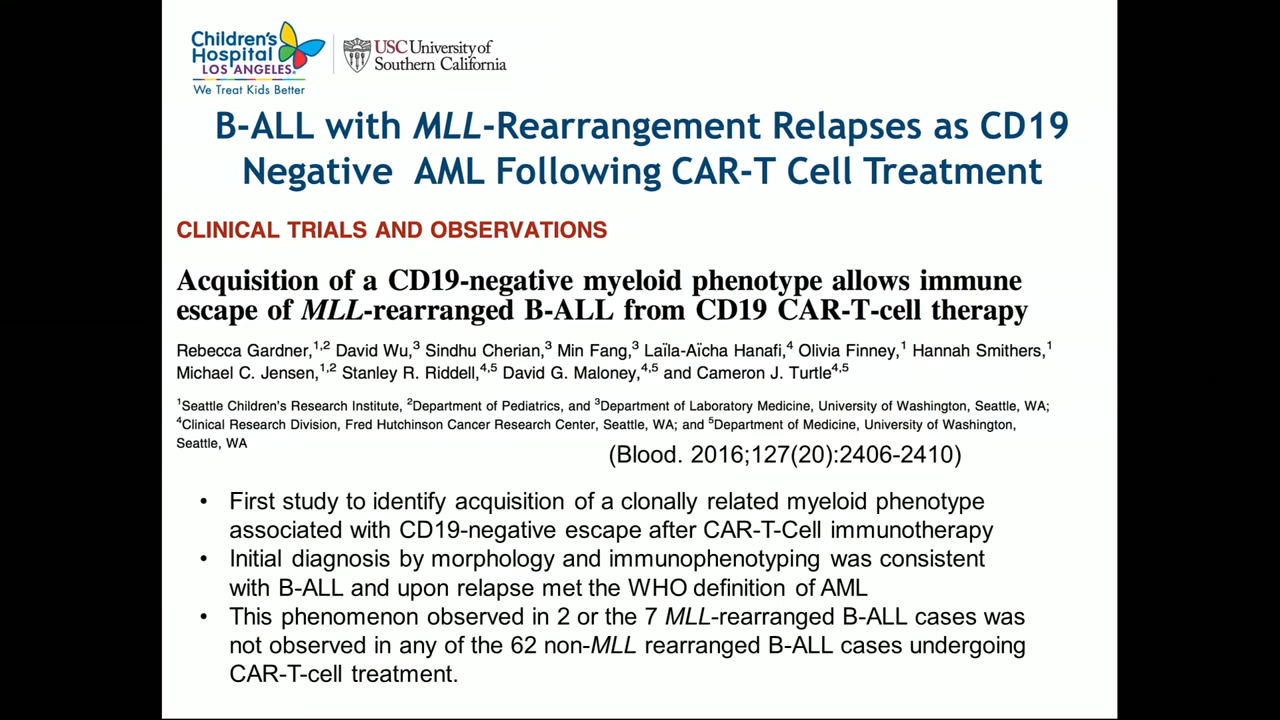 Children's
Hospital
LOS ANGELES®
We Treat Kids Better
USC University of
Southern California
B-ALL with MLL-Rearrangement Relapses as CD19
Negative AML Following CAR-T Cell Treatment
CLINICAL TRIALS AND OBSERVATIONS
Acquisition of a CD19-negative myeloid phenotype allows immune
escape of MLL-rearranged B-ALL from CD19 CAR-T-cell therapy
Rebecca Gardner,1,2 David Wu,3 Sindhu Cherian,3 Min Fang,3 Laïla-Aïcha Hanafi,4 Olivia Finney,1 Hannah Smithers,1
Michael C. Jensen,1,2 Stanley R. Riddell,4,5 David G. Maloney,4,5 and Cameron J. Turtle4,5
1Seattle Children's Research Institute, 2Department of Pediatrics, and 3Department of Laboratory Medicine, University of Washington, Seattle, WA;
4Clinical Research Division, Fred Hutchinson Cancer Research Center, Seattle, WA; and 5Department of Medicine, University of Washington,
Seattle, WA
(Blood. 2016;127(20):2406-2410)
• First study to identify acquisition of a clonally related myeloid phenotype
associated with CD19-negative escape after CAR-T-Cell immunotherapy
• Initial diagnosis by morphology and immunophenotyping was consistent
with B-ALL and upon relapse met the WHO definition of AML
• This phenomenon observed in 2 or the 7 MLL-rearranged B-ALL cases was
not observed in any of the 62 non-MLL rearranged B-ALL cases undergoing
CAR-T-cell treatment.